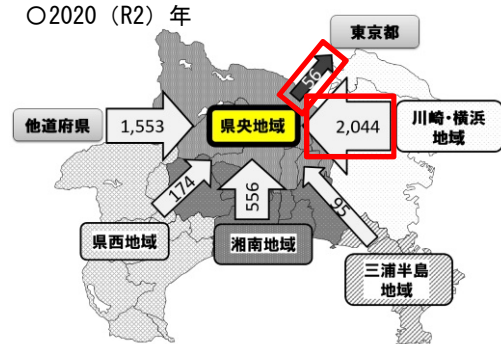 〇2020（R2）年
東京都
56
他道府県
1,553
県央地域
2,044
川崎・横浜
地域
174
556
95
県西地域
湘南地域
三浦半島
地域